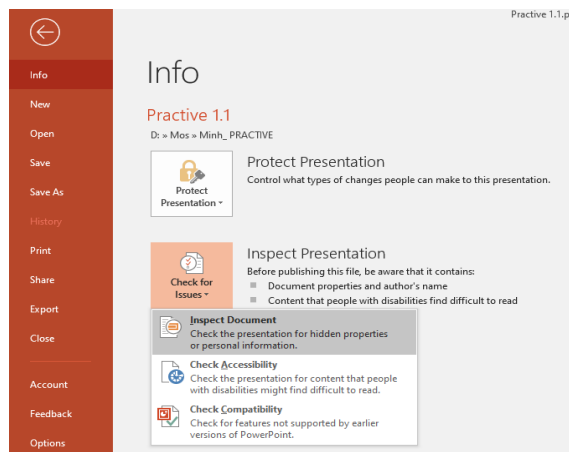 Practive 1.1.p
Info
Info
New
Practive 1.1
Open
D: » Mos » Minh_ PRACTIVE
Save
Protect Presentation
Control what types of changes people can make to this presentation.
Protect
Presentation
Save As
History
Print
Inspect Presentation
Before publishing this file, be aware that it contains:
Document properties and author's name
Content that people with disabilities find difficult to read
Check for
Issues
Share
Export
Close
Inspect Document
Check the presentation for hidden properties
or personal information.
Check Accessibility
Check the presentation for content that people
with disabilities might find difficult to read.
Account
Feedback
Options
Check Compatibility
Check for features not supported by earlier
versions of PowerPoint.